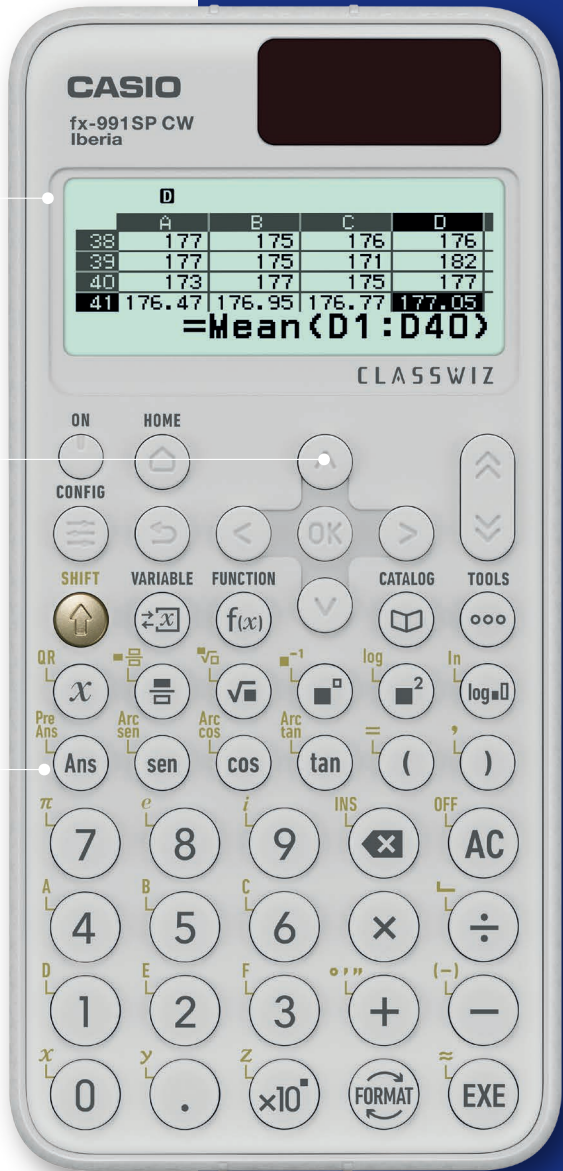 CASIO
fx-991SP CW
Iberia
D
A B C D
38 177 175 176 176
39 177 175 171 182
40 173 177 175 177
41 176.47 176.95 176.77 177.05
=Mean(D1:D40)
CLASSWIZ
ON HOME
CONFIG
OK
SHIFT VARIABLE FUNCTION CATALOG TOOLS
x f(x)
QR log ln
x log
Pre Ans Arc sen Arc cos Arc tan = ,
Ans sen cos tan ( )
π e i INS OFF
7 8 9 AC
A B C
4 5 6 × ÷
D E F ° ′ ″ (−)
1 2 3 + −
x y z ≈
0 . ×10 FORMAT EXE